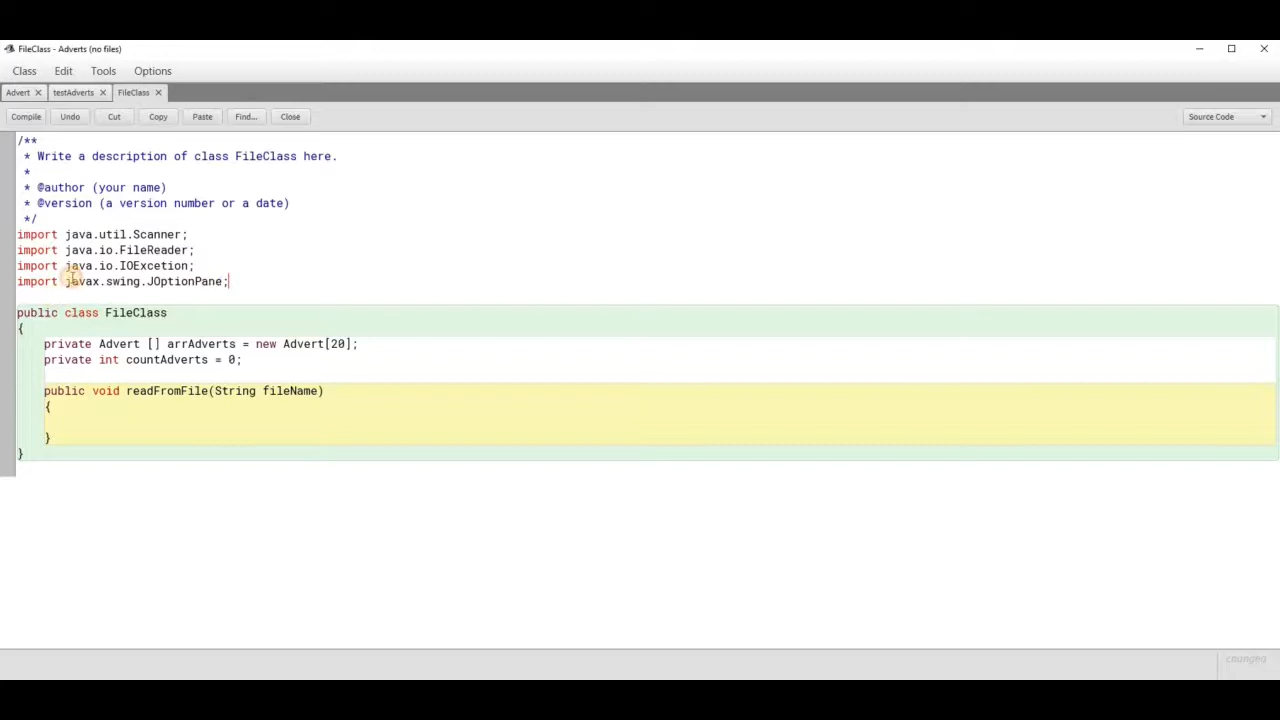 FileClass - Adverts (no files)
Class Edit Tools Options
Advert testAdverts FileClass
Compile Undo Cut Copy Paste Find... Close Source Code
/**
* Write a description of class FileClass here.
*
* @author (your name)
* @version (a version number or a date)
*/
import java.util.Scanner;
import java.io.FileReader;
import java.io.IOExcetion;
import javax.swing.JOptionPane;
public class FileClass
{
private Advert [] arrAdverts = new Advert[20];
private int countAdverts = 0;
public void readFromFile(String fileName)
{
}
}
changed